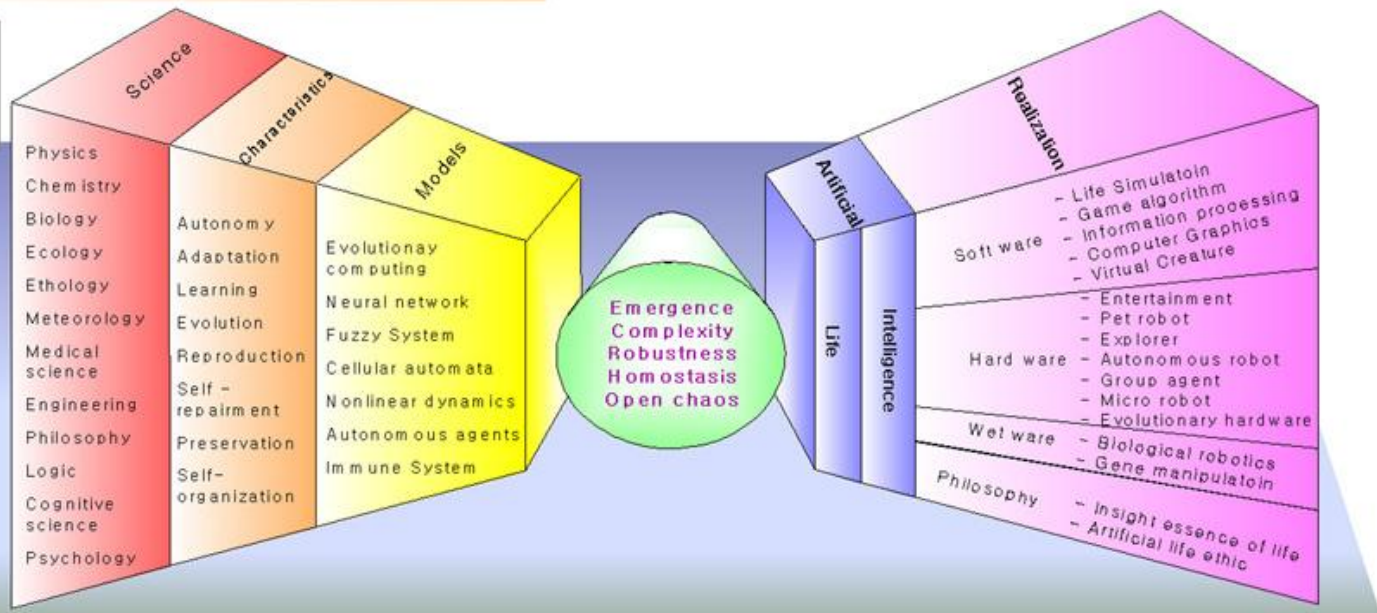 Science
Physics
Chemistry
Biology
Ecology
Ethology
Meteorology
Medical
science
Engineering
Philosophy
Logic
Cognitive
science
Psychology
Characteristics
Autonomy
Adaptation
Learning
Evolution
Reproduction
Self -
repairment
Preservation
Self-
organization
Models
Evolutionay
computing
Neural network
Fuzzy System
Cellular automata
Nonlinear dynamics
Autonomous agents
Immune System
Emergence
Complexity
Robustness
Homostasis
Open chaos
Artificial
Life
Intelligence
Realization
Soft ware
- Life Simulatoin
- Game algorithm
- Information processing
- Computer Graphics
- Virtual Creature
Hard ware
- Entertainment
- Pet robot
- Explorer
- Autonomous robot
- Group agent
- Micro robot
- Evolutionary hardware
Wet ware
- Biological robotics
- Gene manipulatoin
Philosophy
- Insight essence of life
- Artificial life ethic